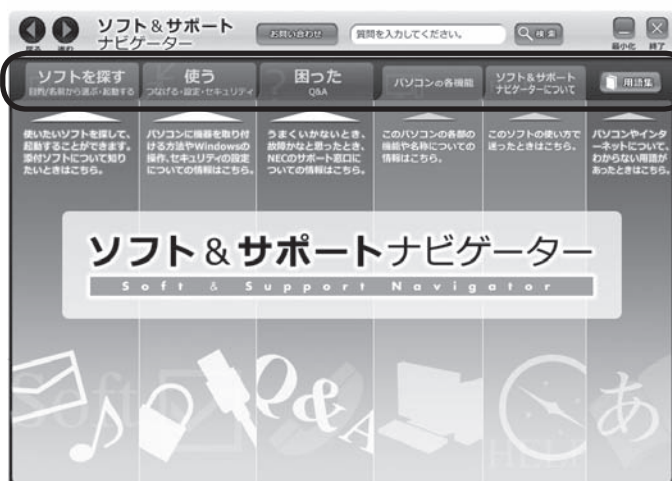 ソフト&サポート
ナビゲーター
お問い合わせ
質問を入力してください。
検索
戻る
進む
最小化
終了
ソフトを探す
目的/名前から選ぶ・起動する
使う
つなげる・設定・セキュリティ
困った
Q&A
パソコンの各機能
ソフト&サポート
ナビゲーターについて
用語集
使いたいソフトを探して、
起動することができます。
添付ソフトについて知り
たいときはこちら。
パソコンに機器を取り付
ける方法やWindowsの
操作、セキュリティの設定
についての情報はこちら。
うまくいかないとき、
故障かなと思ったとき、
NECのサポート窓口に
ついての情報はこちら。
このパソコンの各部の
機能や名称についての
情報はこちら。
このソフトの使い方で
迷ったときはこちら。
パソコンやインタ
ーネットについて、
わからない用語が
あったときはこちら。
ソフト&サポートナビゲーター
Soft & Support Navigator
Soft
Q&A
HELP
あ